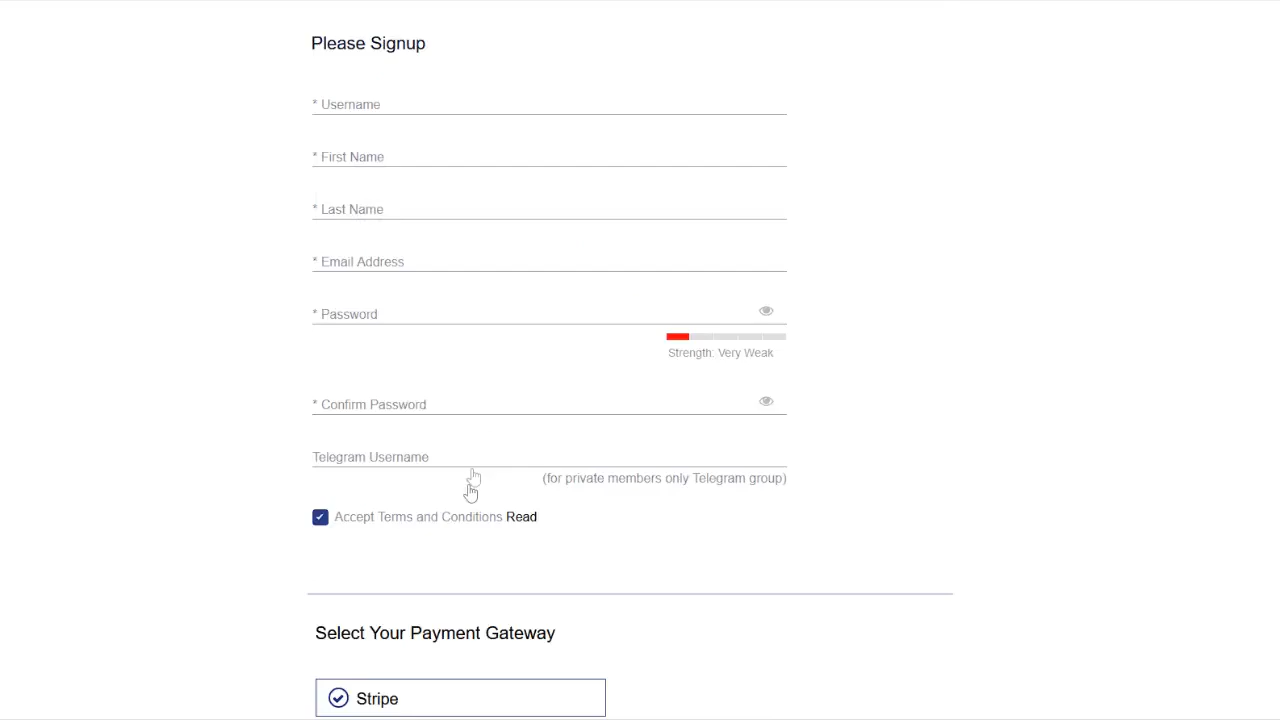 Please Signup
* Username
* First Name
* Last Name
* Email Address
* Password
Strength: Very Weak
* Confirm Password
Telegram Username
(for private members only Telegram group)
Accept Terms and Conditions Read
Select Your Payment Gateway
Stripe